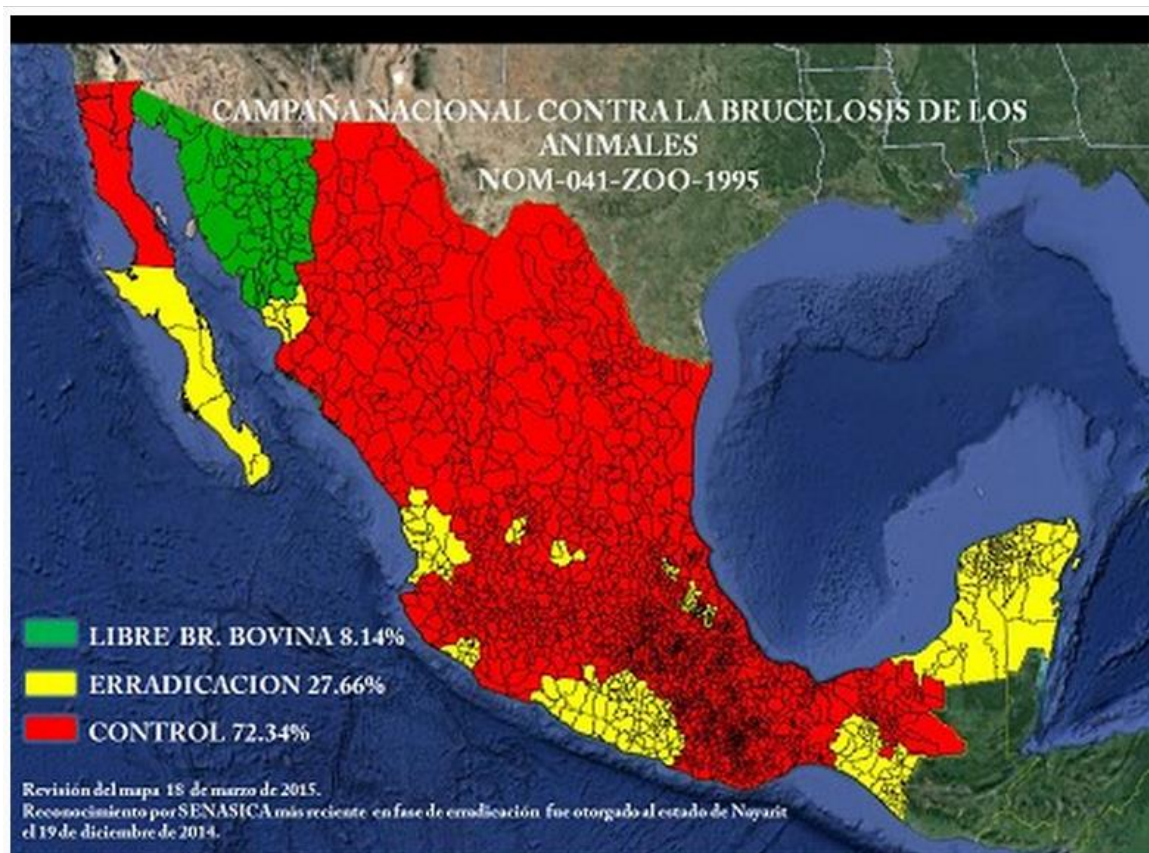 CAMPAÑA NACIONAL CONTRA LA BRUCELOSIS DE LOS
ANIMALES
NOM-041-ZOO-1995
LIBRE BR. BOVINA 8.14%
ERRADICACION 27.66%
CONTROL 72.34%
Revisión del mapa 18 de marzo de 2015.
Reconocimiento por SENASICA más reciente en fase de erradicación fue otorgado al estado de Nayarit
el 19 de diciembre de 2014.